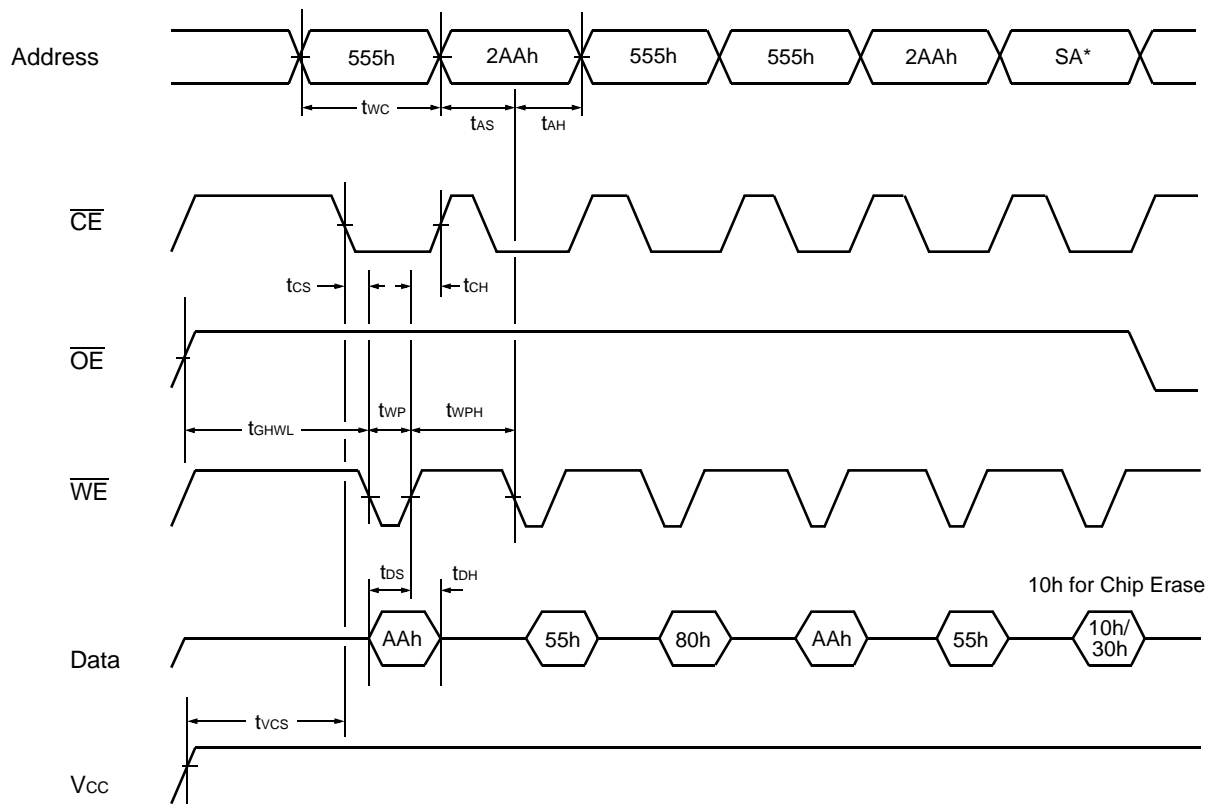 Address
555h 2AAh 555h 555h 2AAh SA*
tWC tAS tAH
CE
tCS tCH
OE
tGHWL tWP tWPH
WE
tDS tDH
10h for Chip Erase
Data
AAh 55h 80h AAh 55h 10h/
30h
tVCS
VCC